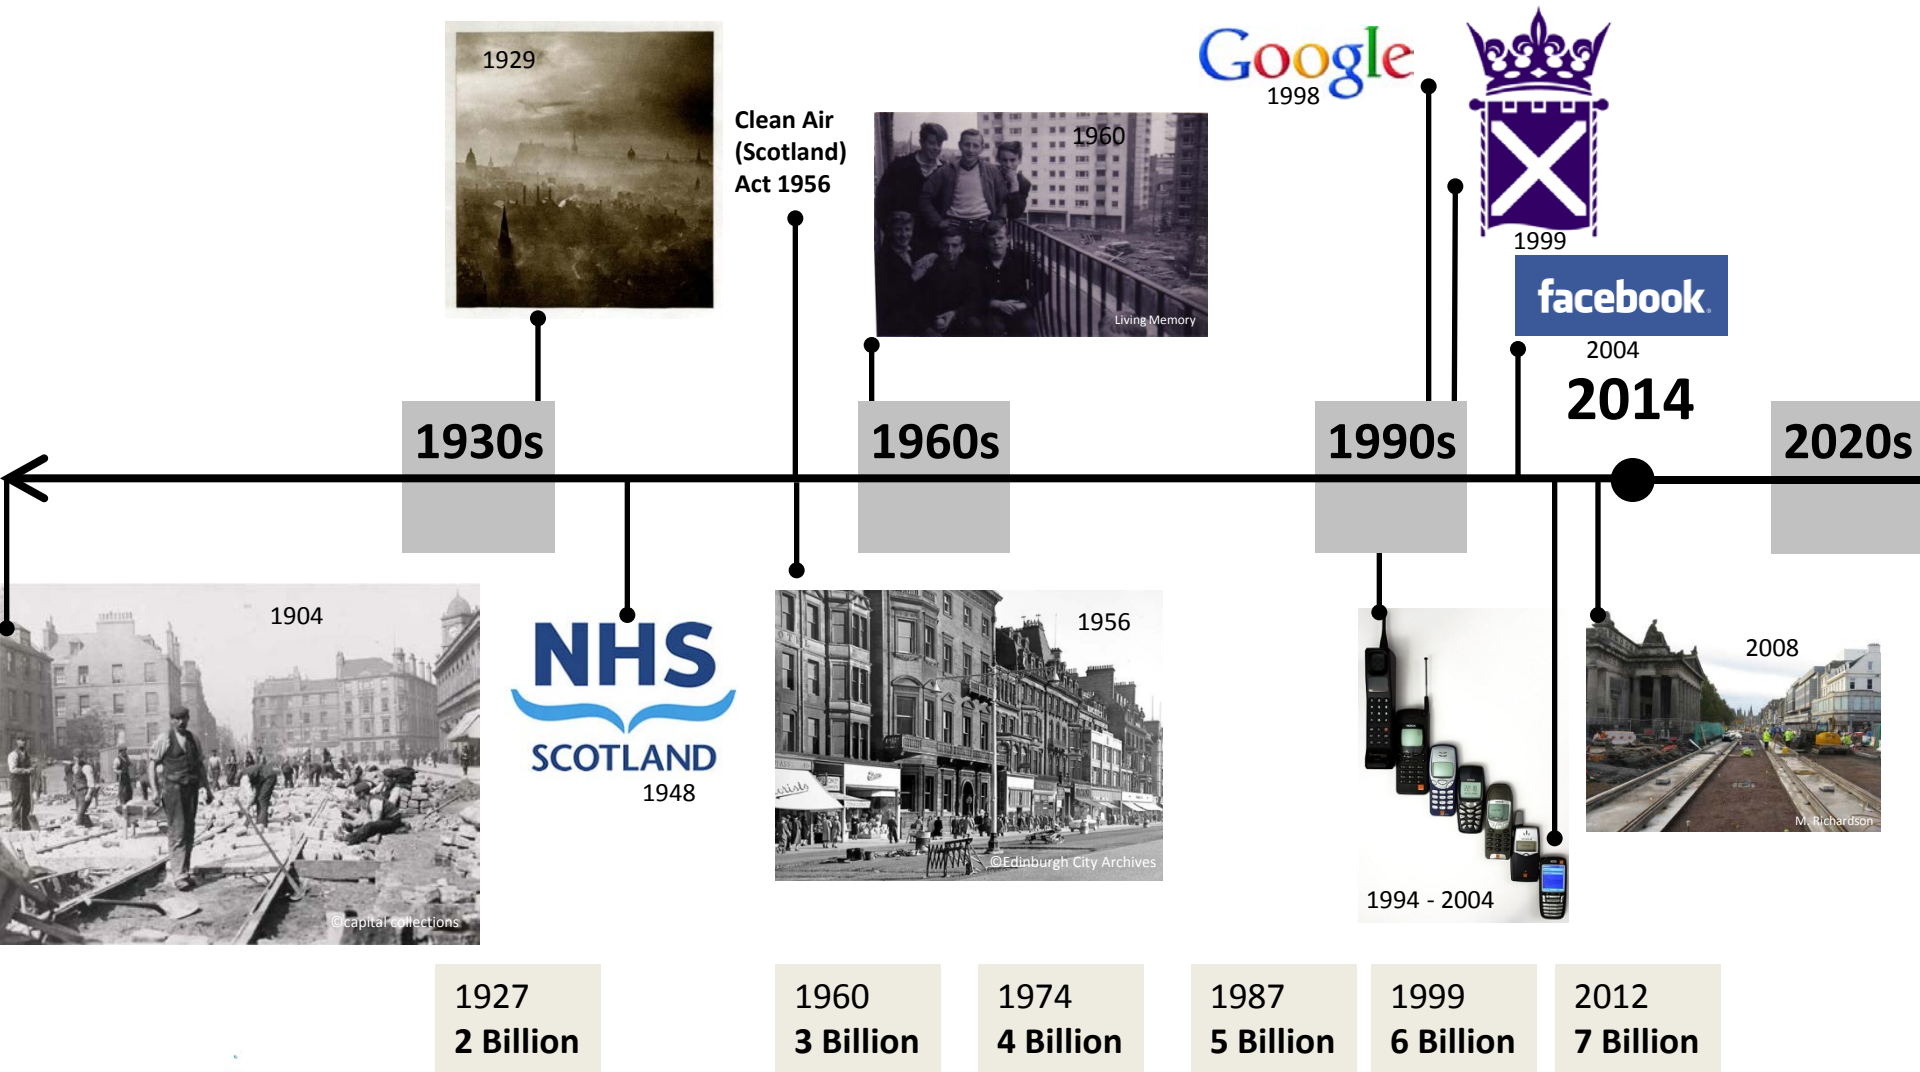 1929
Clean Air
(Scotland)
Act 1956
1960
Living Memory
Google
1998
1999
facebook
2004
2014
1930s
1960s
1990s
2020s
1904
©capital collections
NHS
SCOTLAND
1948
1956
©Edinburgh City Archives
1994 - 2004
2008
M. Richardson
1927
2 Billion
1960
3 Billion
1974
4 Billion
1987
5 Billion
1999
6 Billion
2012
7 Billion